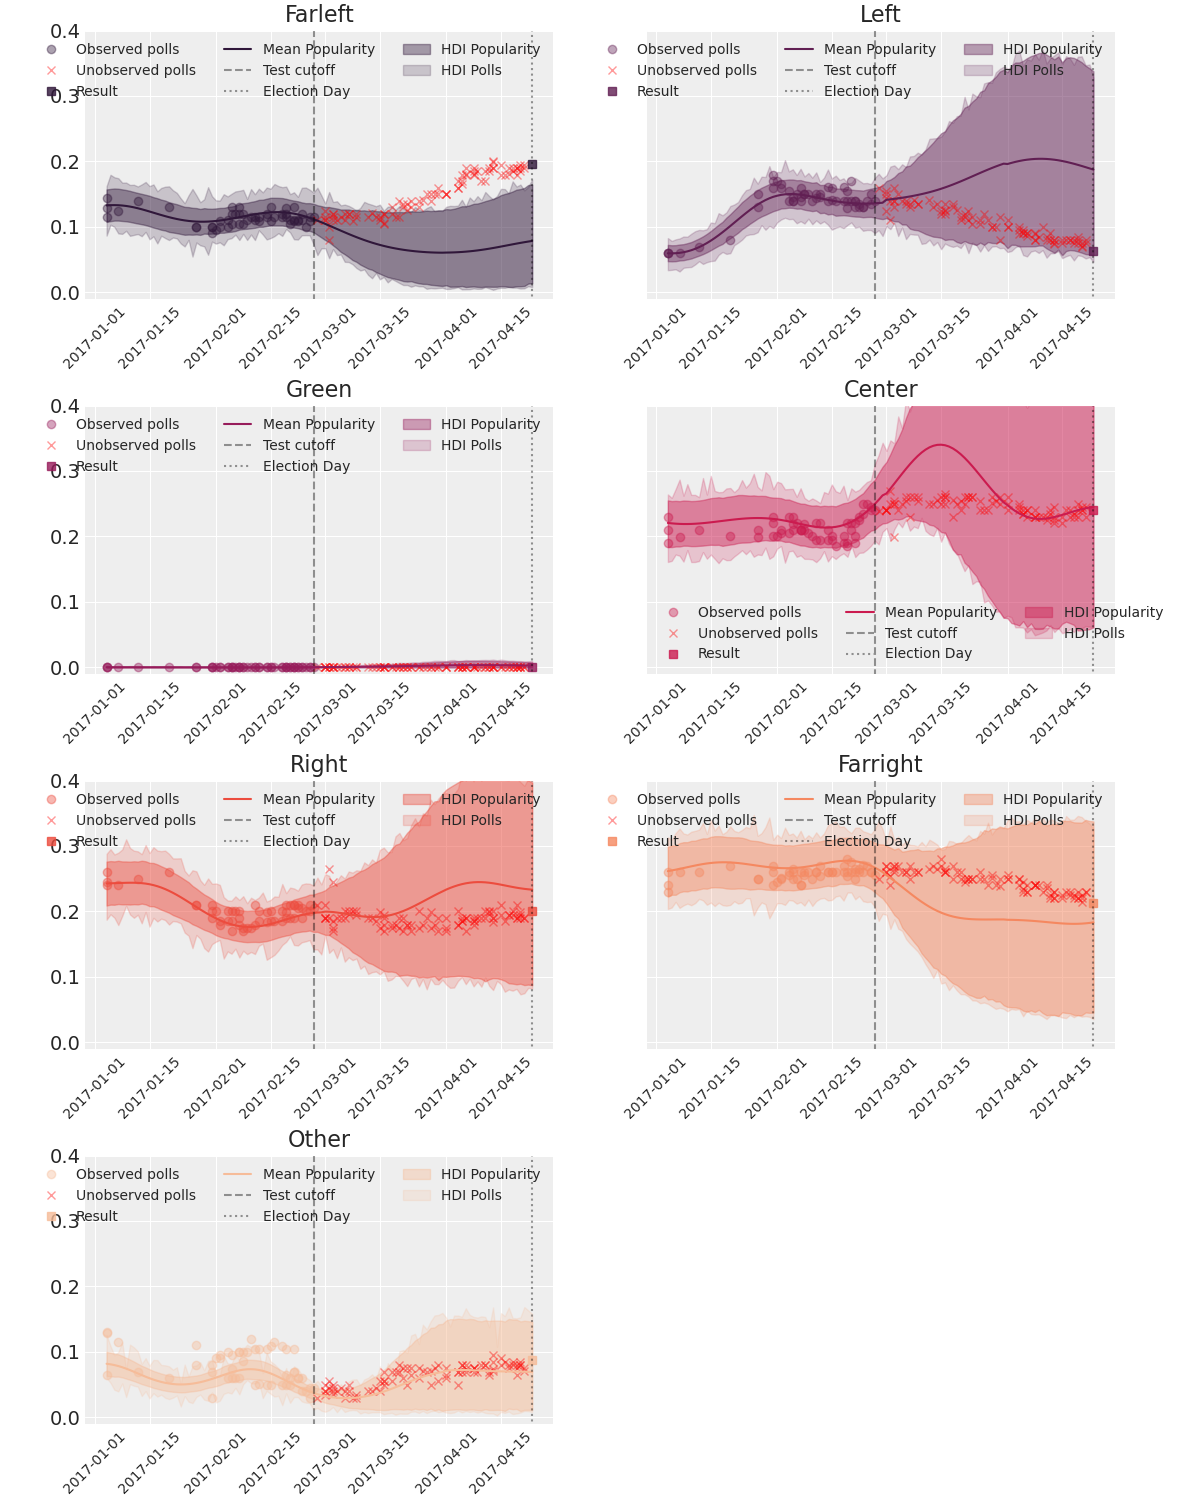 Farleft
Left
0.4
Observed polls Mean Popularity HDI Popularity
Observed polls Mean Popularity HDI Popularity
Unobserved polls Test cutoff HDI Polls
Unobserved polls Test cutoff HDI Polls
Result Election Day
Result Election Day
0.3
0.2
0.1
0.0
2017-01-01 2017-01-15 2017-02-01 2017-02-15 2017-03-01 2017-03-15 2017-04-01 2017-04-15
2017-01-01 2017-01-15 2017-02-01 2017-02-15 2017-03-01 2017-03-15 2017-04-01 2017-04-15
Green
Center
0.4
Observed polls Mean Popularity HDI Popularity
Unobserved polls Test cutoff HDI Polls
Result Election Day
0.3
0.2
0.1
0.0
Observed polls Mean Popularity HDI Popularity
Unobserved polls Test cutoff HDI Polls
Result Election Day
2017-01-01 2017-01-15 2017-02-01 2017-02-15 2017-03-01 2017-03-15 2017-04-01 2017-04-15
2017-01-01 2017-01-15 2017-02-01 2017-02-15 2017-03-01 2017-03-15 2017-04-01 2017-04-15
Right
Farright
0.4
Observed polls Mean Popularity HDI Popularity
Observed polls Mean Popularity HDI Popularity
Unobserved polls Test cutoff HDI Polls
Unobserved polls Test cutoff HDI Polls
Result Election Day
Result Election Day
0.3
0.2
0.1
0.0
2017-01-01 2017-01-15 2017-02-01 2017-02-15 2017-03-01 2017-03-15 2017-04-01 2017-04-15
2017-01-01 2017-01-15 2017-02-01 2017-02-15 2017-03-01 2017-03-15 2017-04-01 2017-04-15
Other
0.4
Observed polls Mean Popularity HDI Popularity
Unobserved polls Test cutoff HDI Polls
Result Election Day
0.3
0.2
0.1
0.0
2017-01-01 2017-01-15 2017-02-01 2017-02-15 2017-03-01 2017-03-15 2017-04-01 2017-04-15